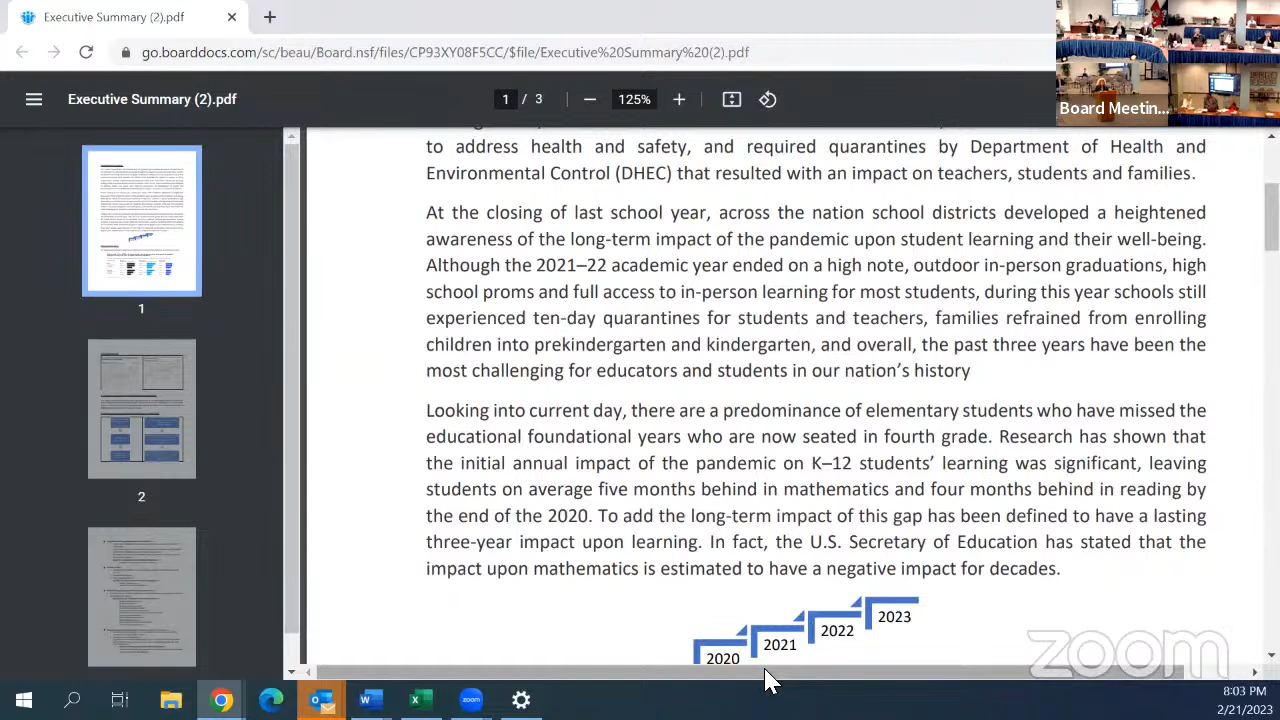 Executive Summary (2).pdf
go.boarddocs.com/sc/beau/Board.nsf/files/CP3SXY08BCCC/$file/Executive%20Summary%20(2).pdf
Executive Summary (2).pdf
1 / 3
125%
Board Meetin...
to address health and safety, and required quarantines by Department of Health and
Environmental Control (DHEC) that resulted with an impact on teachers, students and families.
At the closing of last school year, across the nation school districts developed a heightened
awareness of the long term impact of the pandemic upon student learning and their well-being.
Although the 2021–22 academic year ended on a high note, outdoor in-person graduations, high
school proms and full access to in-person learning for most students, during this year schools still
experienced ten-day quarantines for students and teachers, families refrained from enrolling
children into prekindergarten and kindergarten, and overall, the past three years have been the
most challenging for educators and students in our nation's history
Looking into current day, there are a predominance of elementary students who have missed the
educational foundational years who are now seated in fourth grade. Research has shown that
the initial annual impact of the pandemic on K–12 students' learning was significant, leaving
students on average five months behind in mathematics and four months behind in reading by
the end of the 2020. To add the long-term impact of this gap has been defined to have a lasting
three-year impact upon learning. In fact, the U.S. Secretary of Education has stated that the
impact upon mathematics is estimated to have a negative impact for decades.
2020
2021
2022
2023
1
2
zoom
zoom
8:03 PM
2/21/2023